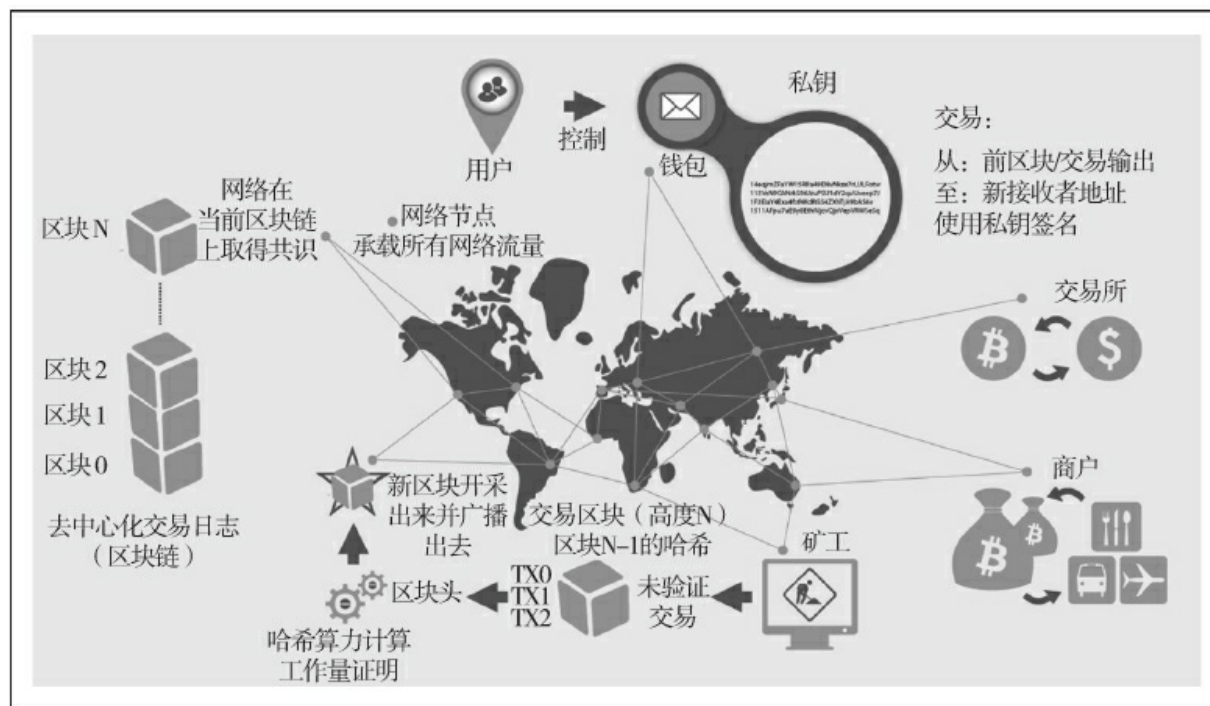 私钥
控制
用户
钱包
交易：
从：前区块/交易输出
至：新接收者地址
使用私钥签名
区块 N
网络在
当前区块链
上取得共识
网络节点
承载所有网络流量
交易所
区块 2
区块 1
区块 0
去中心化交易日志
（区块链）
新区块开采
出来并广播
出去
交易区块（高度N）
区块N-1的哈希
矿工
商户
TX0
TX1
TX2
区块头
未验证
交易
哈希算力计算
工作量证明